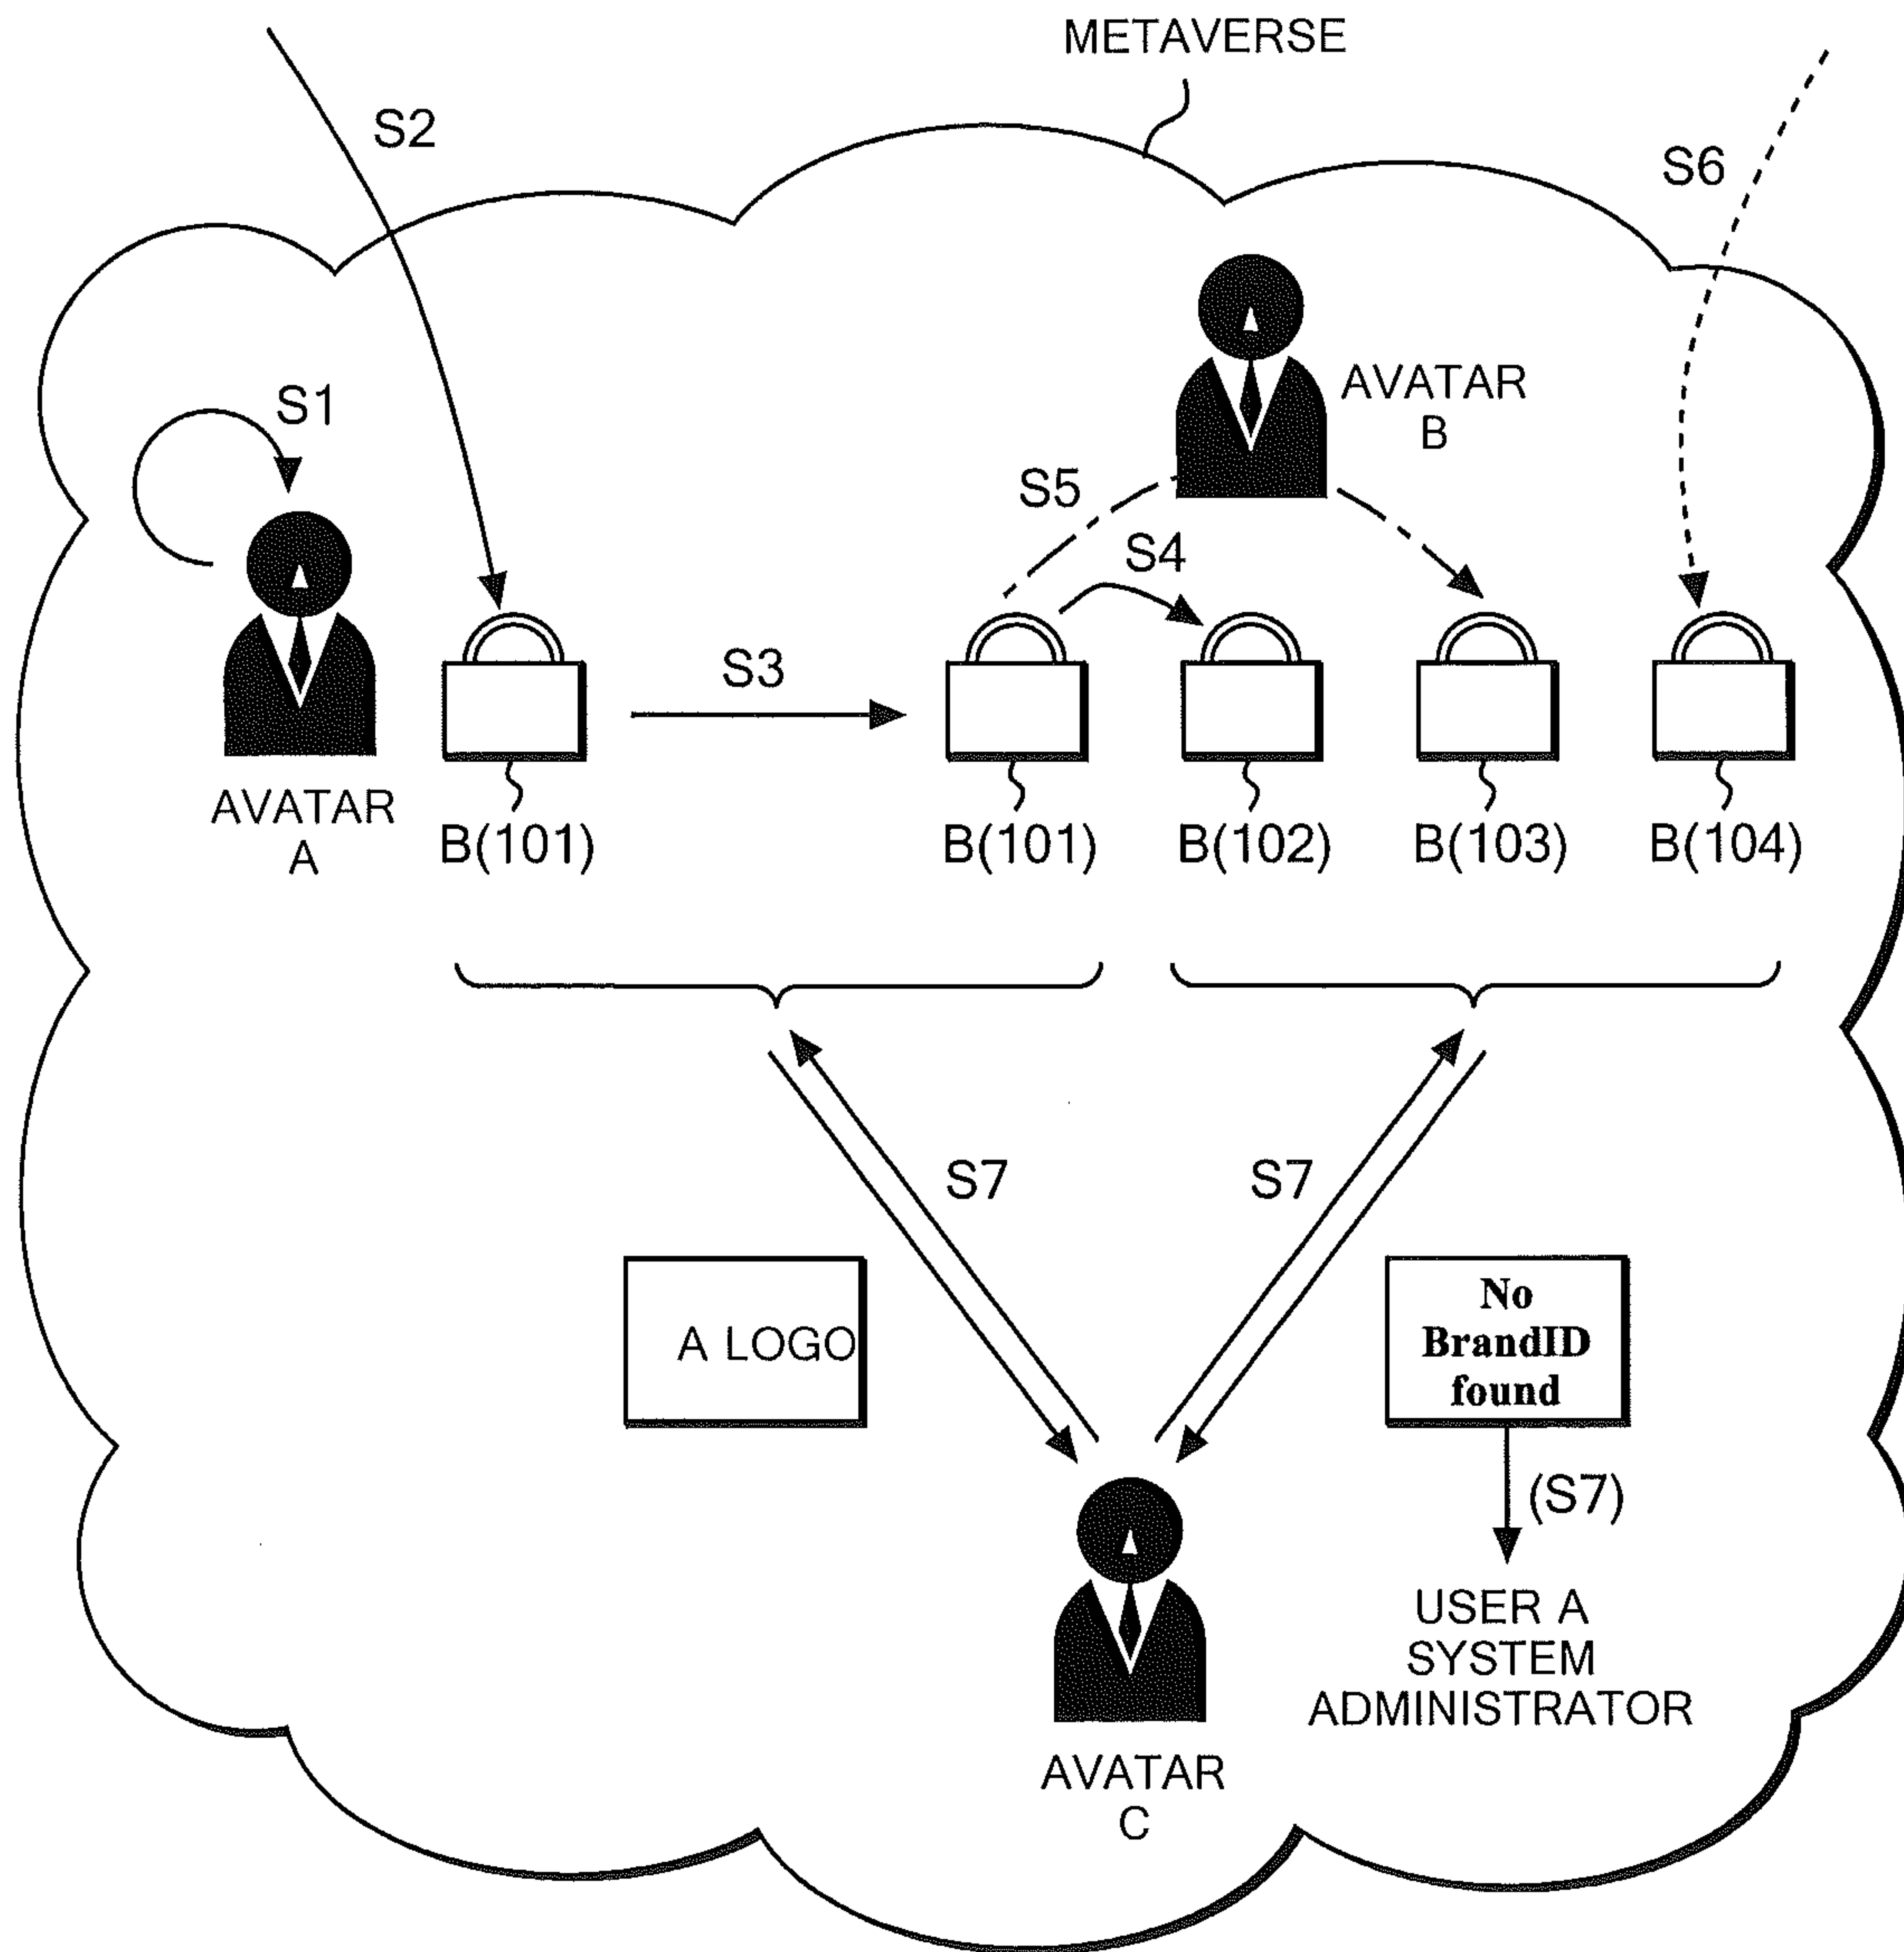 METAVERSE
S2
S6
S1
AVATAR
B
S5
S4
S3
AVATAR
A
B(101)
B(101)
B(102)
B(103)
B(104)
S7
S7
A LOGO
No
BrandID
found
(S7)
USER A
SYSTEM
ADMINISTRATOR
AVATAR
C